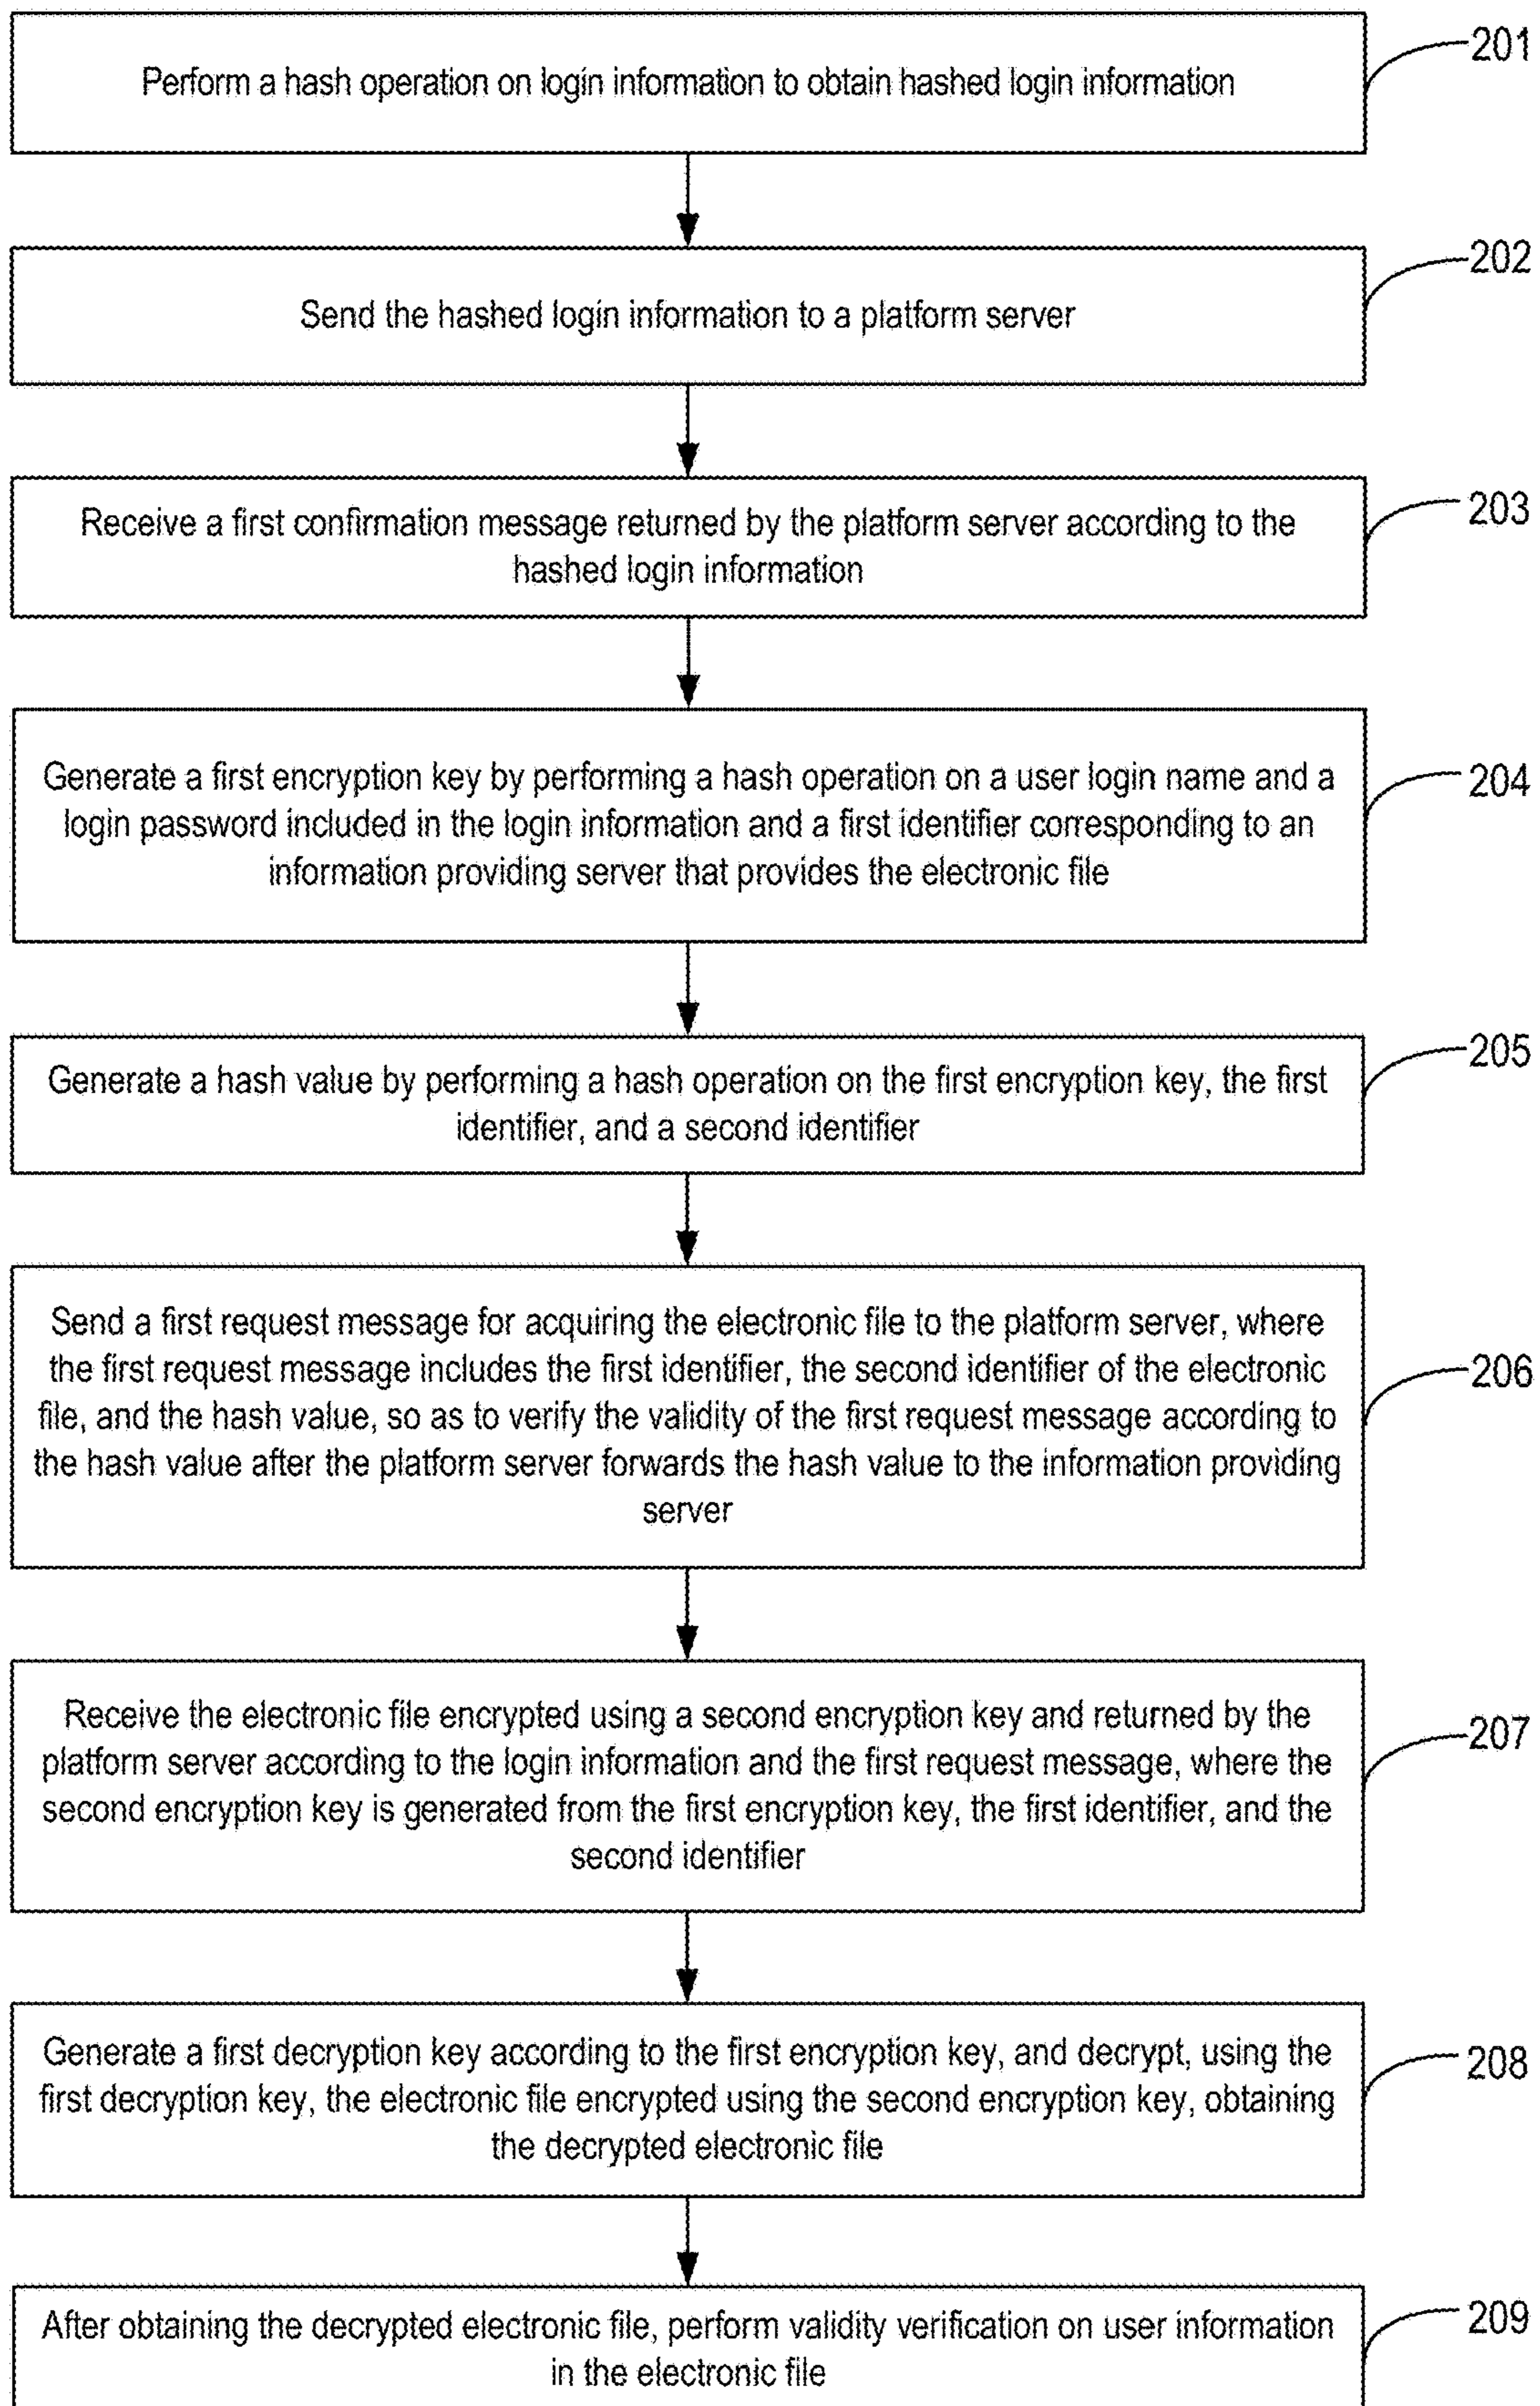 Perform a hash operation on login information to obtain hashed login information
201
Send the hashed login information to a platform server
202
Receive a first confirmation message returned by the platform server according to the
hashed login information
203
Generate a first encryption key by performing a hash operation on a user login name and a
login password included in the login information and a first identifier corresponding to an
information providing server that provides the electronic file
204
Generate a hash value by performing a hash operation on the first encryption key, the first
identifier, and a second identifier
205
Send a first request message for acquiring the electronic file to the platform server, where
the first request message includes the first identifier, the second identifier of the electronic
file, and the hash value, so as to verify the validity of the first request message according to
the hash value after the platform server forwards the hash value to the information providing
server
206
Receive the electronic file encrypted using a second encryption key and returned by the
platform server according to the login information and the first request message, where the
second encryption key is generated from the first encryption key, the first identifier, and the
second identifier
207
Generate a first decryption key according to the first encryption key, and decrypt, using the
first decryption key, the electronic file encrypted using the second encryption key, obtaining
the decrypted electronic file
208
After obtaining the decrypted electronic file, perform validity verification on user information
in the electronic file
209